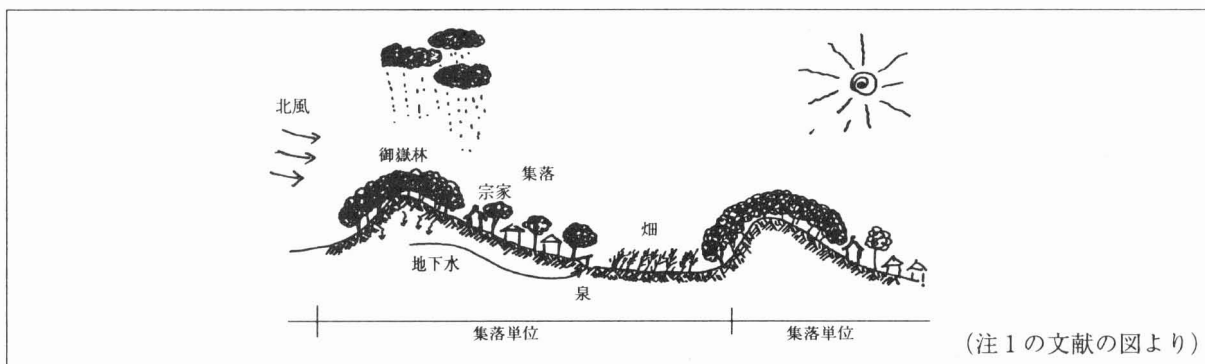 北風
御嶽林
集落
宗家
畑
地下水
泉
集落単位
集落単位
(注1の文献の図より)